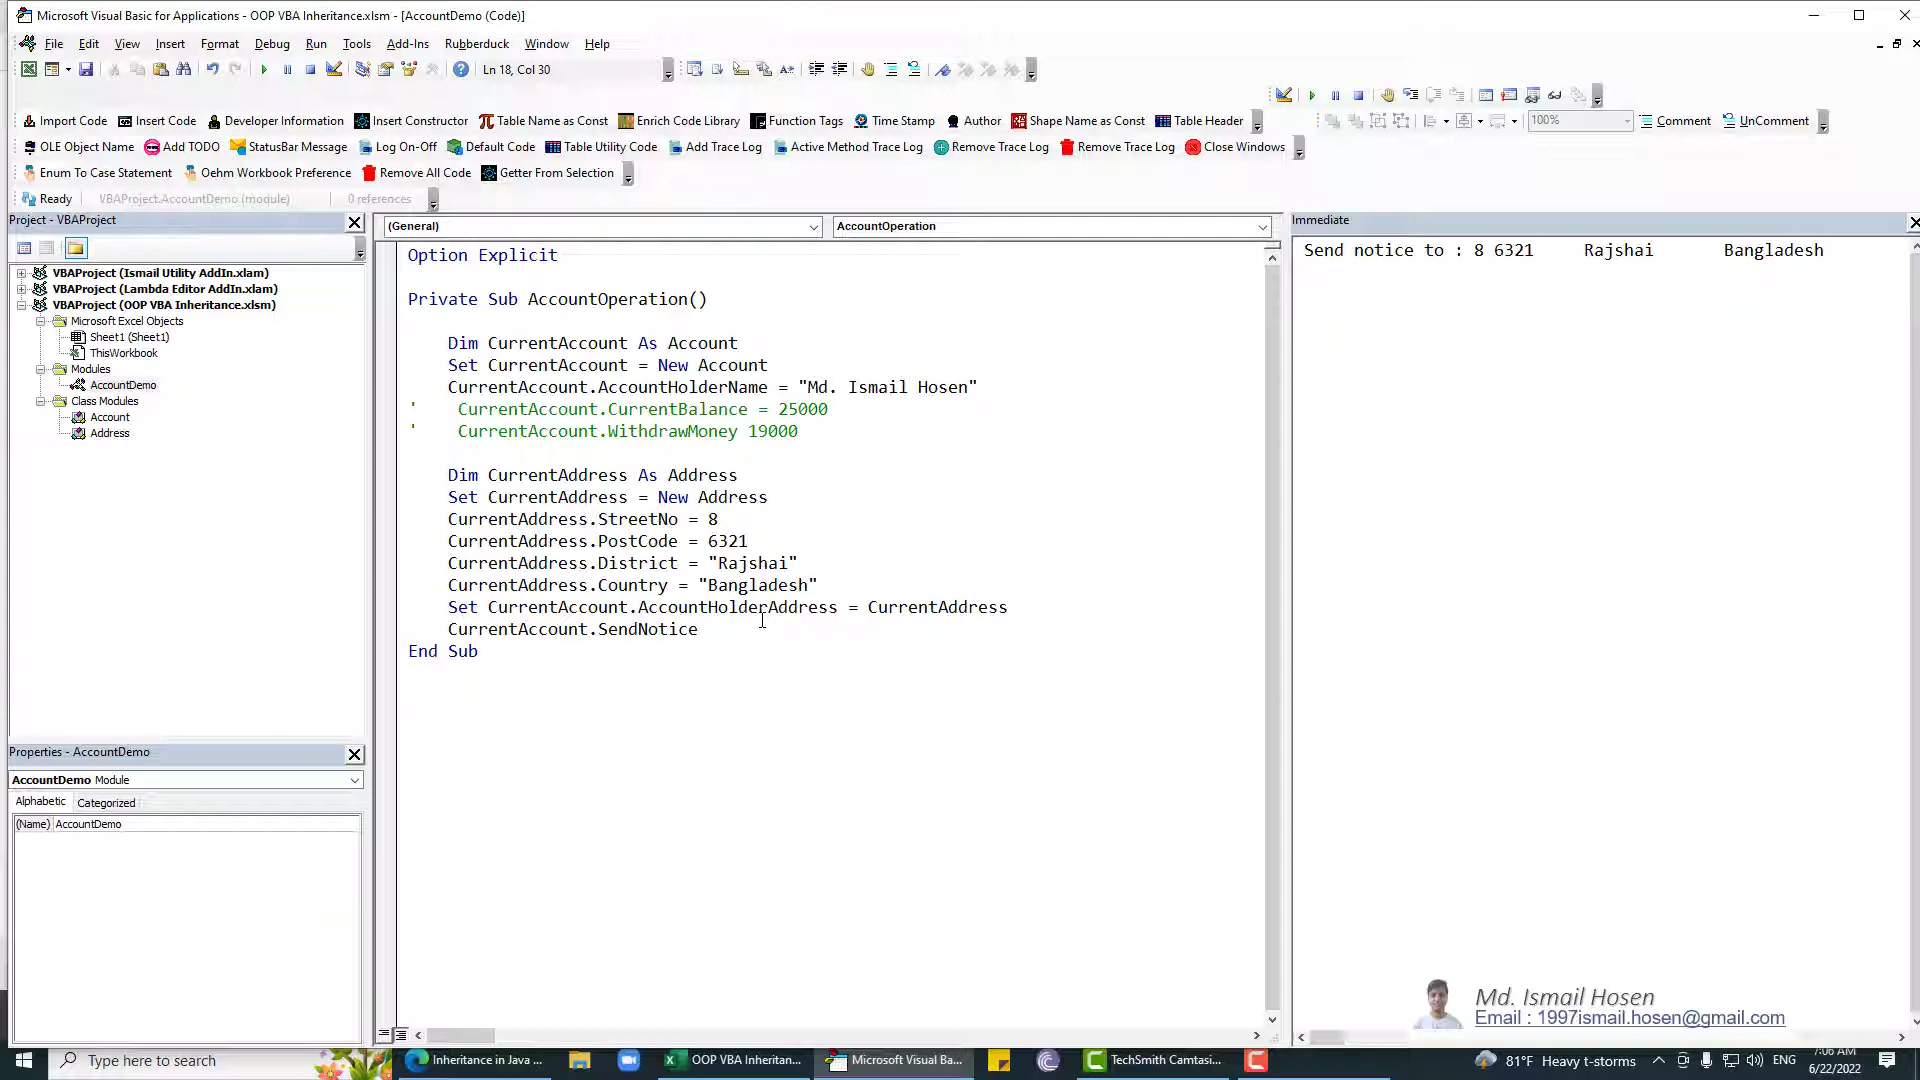 Microsoft Visual Basic for Applications - OOP VBA Inheritance.xlsm - [AccountDemo (Code)]
File Edit View Insert Format Debug Run Tools Add-Ins Rubberduck Window Help
Ln 18, Col 30
100%
Import Code Insert Code Developer Information Insert Constructor Table Name as Const Enrich Code Library Function Tags Time Stamp Author Shape Name as Const Table Header Comment UnComment
OLE Object Name Add TODO StatusBar Message Log On-Off Default Code Table Utility Code Add Trace Log Active Method Trace Log Remove Trace Log Remove Trace Log Close Windows
Enum To Case Statement Oehm Workbook Preference Remove All Code Getter From Selection
Ready VBAProject.AccountDemo (module) 0 references
Project - VBAProject
VBAProject (Ismail Utility AddIn.xlam)
VBAProject (Lambda Editor AddIn.xlam)
VBAProject (OOP VBA Inheritance.xlsm)
Microsoft Excel Objects
Sheet1 (Sheet1)
ThisWorkbook
Modules
AccountDemo
Class Modules
Account
Address
Properties - AccountDemo
AccountDemo Module
Alphabetic Categorized
(Name) AccountDemo
(General) AccountOperation
Option Explicit
Private Sub AccountOperation()
Dim CurrentAccount As Account
Set CurrentAccount = New Account
CurrentAccount.AccountHolderName = "Md. Ismail Hosen"
' CurrentAccount.CurrentBalance = 25000
' CurrentAccount.WithdrawMoney 19000
Dim CurrentAddress As Address
Set CurrentAddress = New Address
CurrentAddress.StreetNo = 8
CurrentAddress.PostCode = 6321
CurrentAddress.District = "Rajshai"
CurrentAddress.Country = "Bangladesh"
Set CurrentAccount.AccountHolderAddress = CurrentAddress
CurrentAccount.SendNotice
End Sub
Immediate
Send notice to : 8 6321 Rajshai Bangladesh
Md. Ismail Hosen
Email : 1997ismail.hosen@gmail.com
Type here to search Inheritance in Java ... OOP VBA Inheritan... Microsoft Visual Ba... TechSmith Camtasi... 81°F Heavy t-storms ENG
7:06 AM
6/22/2022